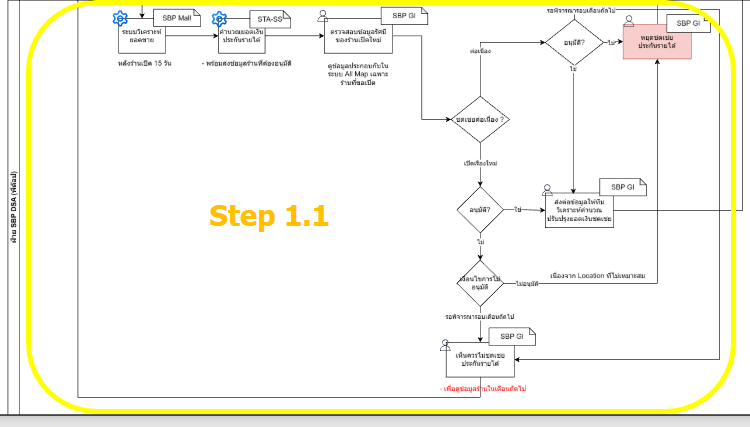 รอพิจารณารอบเดือนถัดไป
SBP Mall
STA-SS
SBP GI
SBP GI
ระบบวิเคราะห์
ยอดขาย
คำนวณยอดเงิน
ประกันรายได้
ตรวจสอบข้อมูลรัศมี
ของร้านเปิดใหม่
อนุมัติ?
ไม่
หยุดชดเชย
ประกันรายได้
ต่อเนื่อง
หลังร้านเปิด 15 วัน
- พร้อมส่งข้อมูลร้านที่ต้องอนุมัติ
ดูข้อมูลประกอบกับใน
ระบบ All Map เฉพาะ
ร้านที่ขอเปิด
ไม่
ชดเชยต่อเนื่อง ?
เปิดเรื่องใหม่
ฝ่าย SBP DSA (พี่อ้อป)
SBP GI
Step 1.1
อนุมัติ?
ไม่
ส่งต่อข้อมูลให้ทีม
วิเคราะห์คำนวณ
ปรับปรุงยอดเงินชดเชย
ไม่
เงื่อนไขการไม่
อนุมัติ
ไม่อนุมัติ
เนื่องจาก Location ที่ไม่เหมาะสม
รอพิจารณารอบเดือนถัดไป
SBP GI
เห็นควรไม่ชดเชย
ประกันรายได้
- เพื่อดูข้อมูลร้านในเดือนถัดไป